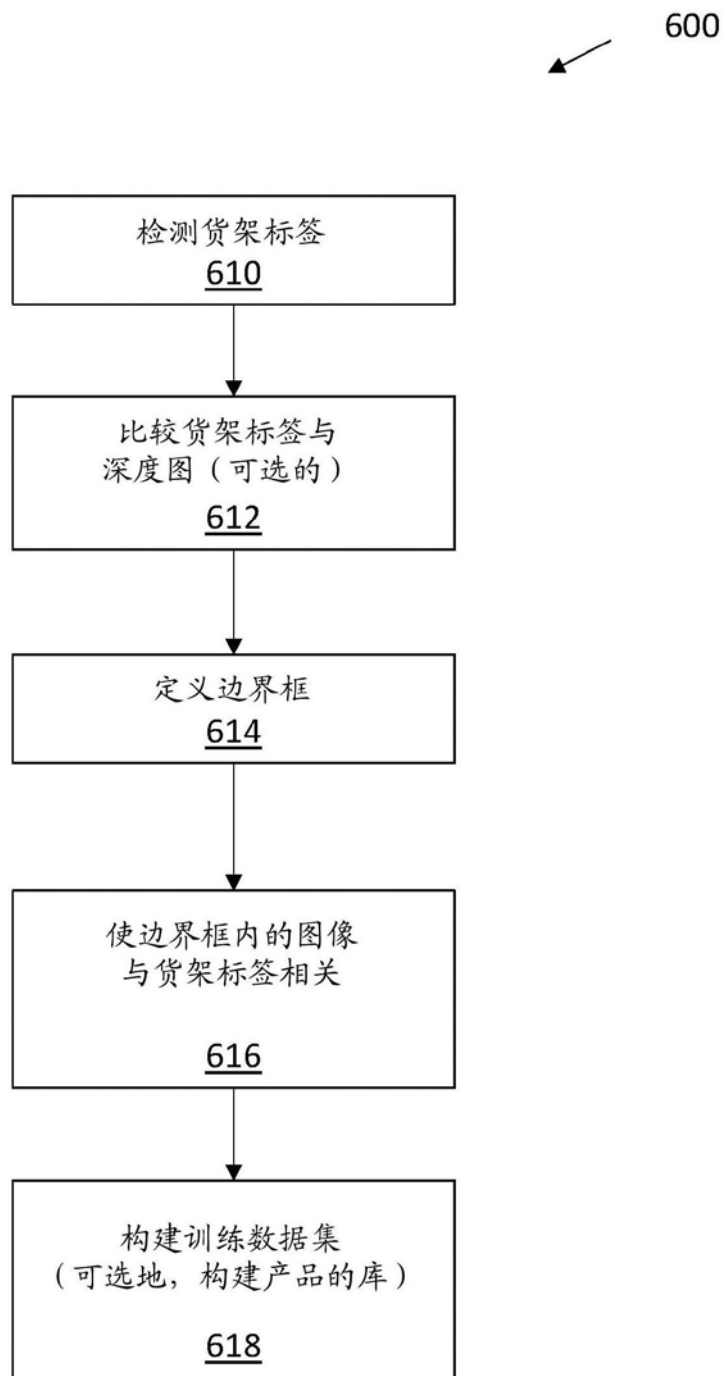 600
检测货架标签
610
比较货架标签与
深度图（可选的）
612
定义边界框
614
使边界框内的图像
与货架标签相关
616
构建训练数据集
（可选地，构建产品的库）
618